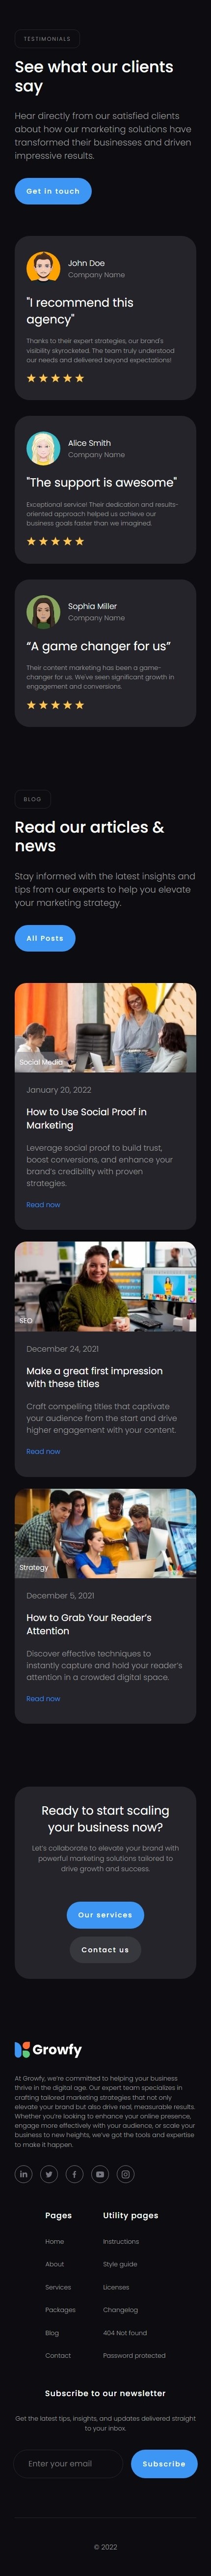 TESTIMONIALS
See what our clients
say
Hear directly from our satisfied clients
about how our marketing solutions have
transformed their businesses and driven
impressive results.
Get in touch
John Doe
Company Name
"I recommend this
agency"
Thanks to their expert strategies, our brand's
visibility skyrocketed. The team truly understood
our needs and delivered beyond expectations!
Alice Smith
Company Name
"The support is awesome"
Exceptional service! Their dedication and results-
oriented approach helped us achieve our
business goals faster than we imagined.
Sophia Miller
Company Name
“A game changer for us”
Their content marketing has been a game-
changer for us. We've seen significant growth in
engagement and conversions.
BLOG
Read our articles &
news
Stay informed with the latest insights and
tips from our experts to help you elevate
your marketing strategy.
All Posts
Social Media
January 20, 2022
How to Use Social Proof in
Marketing
Leverage social proof to build trust,
boost conversions, and enhance your
brand’s credibility with proven
strategies.
Read now
SEO
December 24, 2021
Make a great first impression
with these titles
Craft compelling titles that captivate
your audience from the start and drive
higher engagement with your content.
Read now
Strategy
December 5, 2021
How to Grab Your Reader’s
Attention
Discover effective techniques to
instantly capture and hold your reader’s
attention in a crowded digital space.
Read now
Ready to start scaling
your business now?
Let’s collaborate to elevate your brand with
powerful marketing solutions tailored to
drive growth and success.
Our services
Contact us
Growfy
At Growfy, we’re committed to helping your business
thrive in the digital age. Our expert team specializes in
crafting tailored marketing strategies that not only
elevate your brand but also drive real, measurable results.
Whether you’re looking to enhance your online presence,
engage more effectively with your audience, or scale your
business to new heights, we’ve got the tools and expertise
to make it happen.
Pages
Utility pages
Home
Instructions
About
Style guide
Services
Licenses
Packages
Changelog
Blog
404 Not found
Contact
Password protected
Subscribe to our newsletter
Get the latest tips, insights, and updates delivered straight
to your inbox.
Enter your email
Subscribe
© 2022